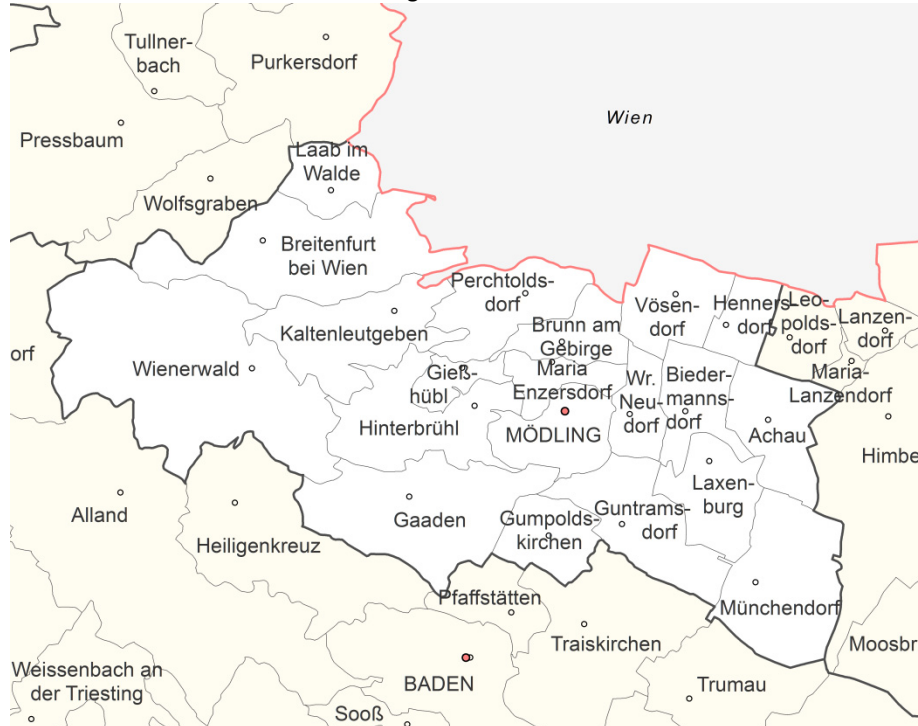 Tullner-
bach
Purkersdorf
Wien
Pressbaum
Laab im
Walde
Wolfsgraben
Breitenfurt
bei Wien
Perchtolds-
dorf
Vösen-
dorf
Henners-
dorf
Leo-
polds-
dorf
Lanzen-
dorf
Kaltenleutgeben
Brunn am
Gebirge
orf
Wienerwald
Gieß-
hübl
Maria
Enzersdorf
Wr.
Neu-
dorf
Bieder-
manns-
dorf
Maria-
Lanzendorf
Hinterbrühl
MÖDLING
Achau
Himbe
Alland
Gaaden
Laxen-
burg
Heiligenkreuz
Gumpolds-
kirchen
Guntrams-
dorf
Pfaffstätten
Münchendorf
Traiskirchen
Moosbr
Weissenbach an
der Triesting
BADEN
Trumau
Sooß